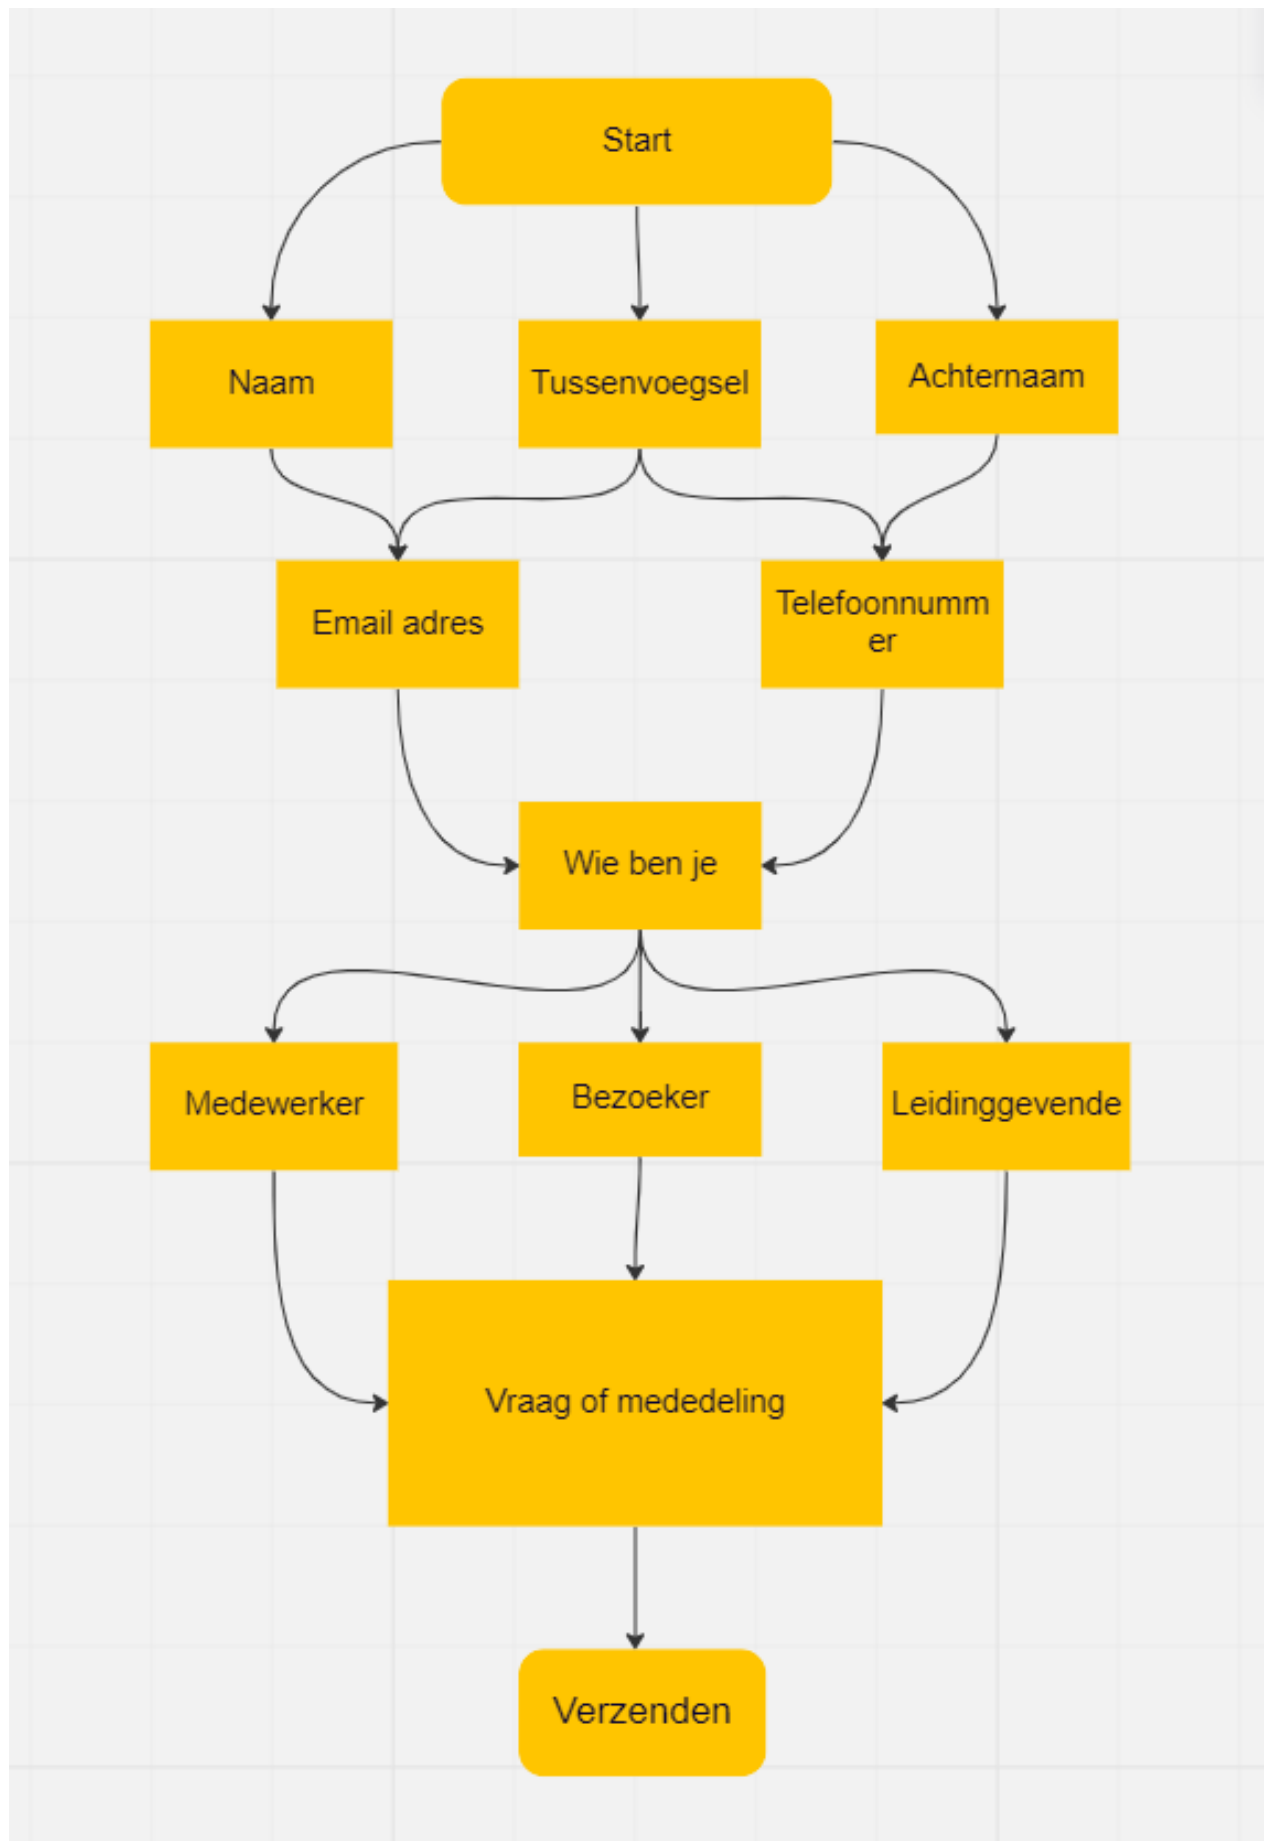 Start
Naam
Tussenvoegsel
Achternaam
Email adres
Telefoonnumm
er
Wie ben je
Medewerker
Bezoeker
Leidinggevende
Vraag of mededeling
Verzenden